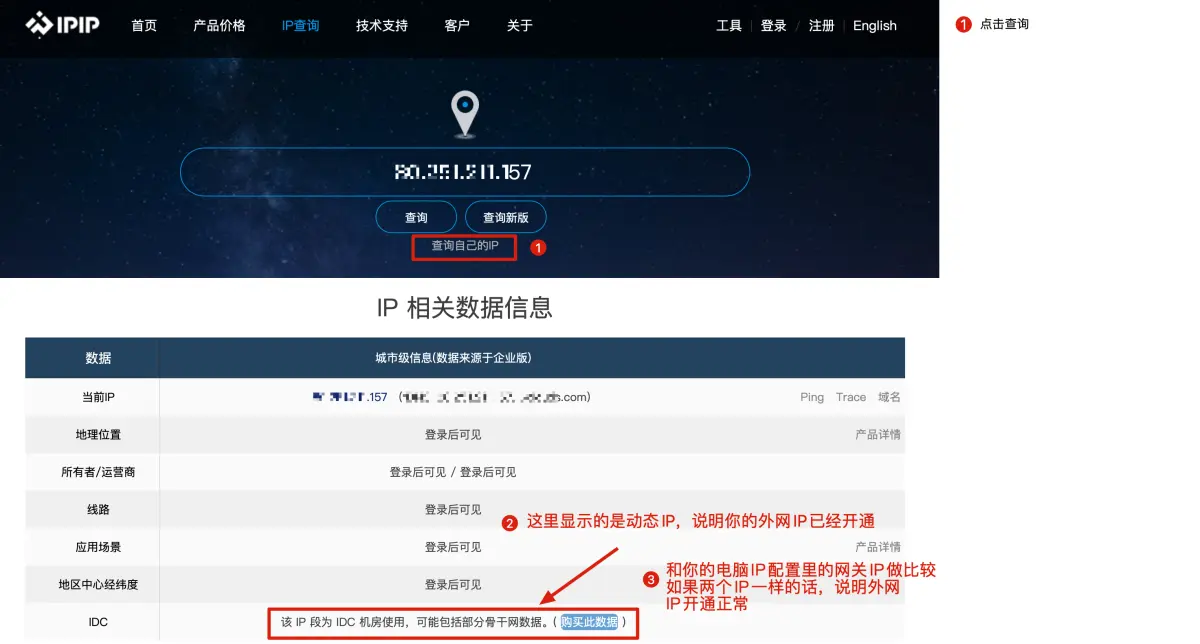 IPIP 首页 产品价格 IP查询 技术支持 客户 关于 工具 登录 / 注册 English
1 点击查询
查询 查询新版
查询自己的IP 1
IP 相关数据信息
数据 城市级信息(数据来源于企业版)
当前IP .157 ( s.com) Ping Trace 域名
地理位置 登录后可见 产品详情
所有者/运营商 登录后可见 / 登录后可见
线路 登录后可见
2 这里显示的是动态IP，说明你的外网IP已经开通
应用场景 登录后可见 产品详情
3 和你的电脑IP配置里的网关IP做比较
如果两个IP一样的话，说明外网
IP开通正常
地区中心经纬度 登录后可见
IDC 该 IP 段为 IDC 机房使用，可能包括部分骨干网数据。( 购买此数据 )